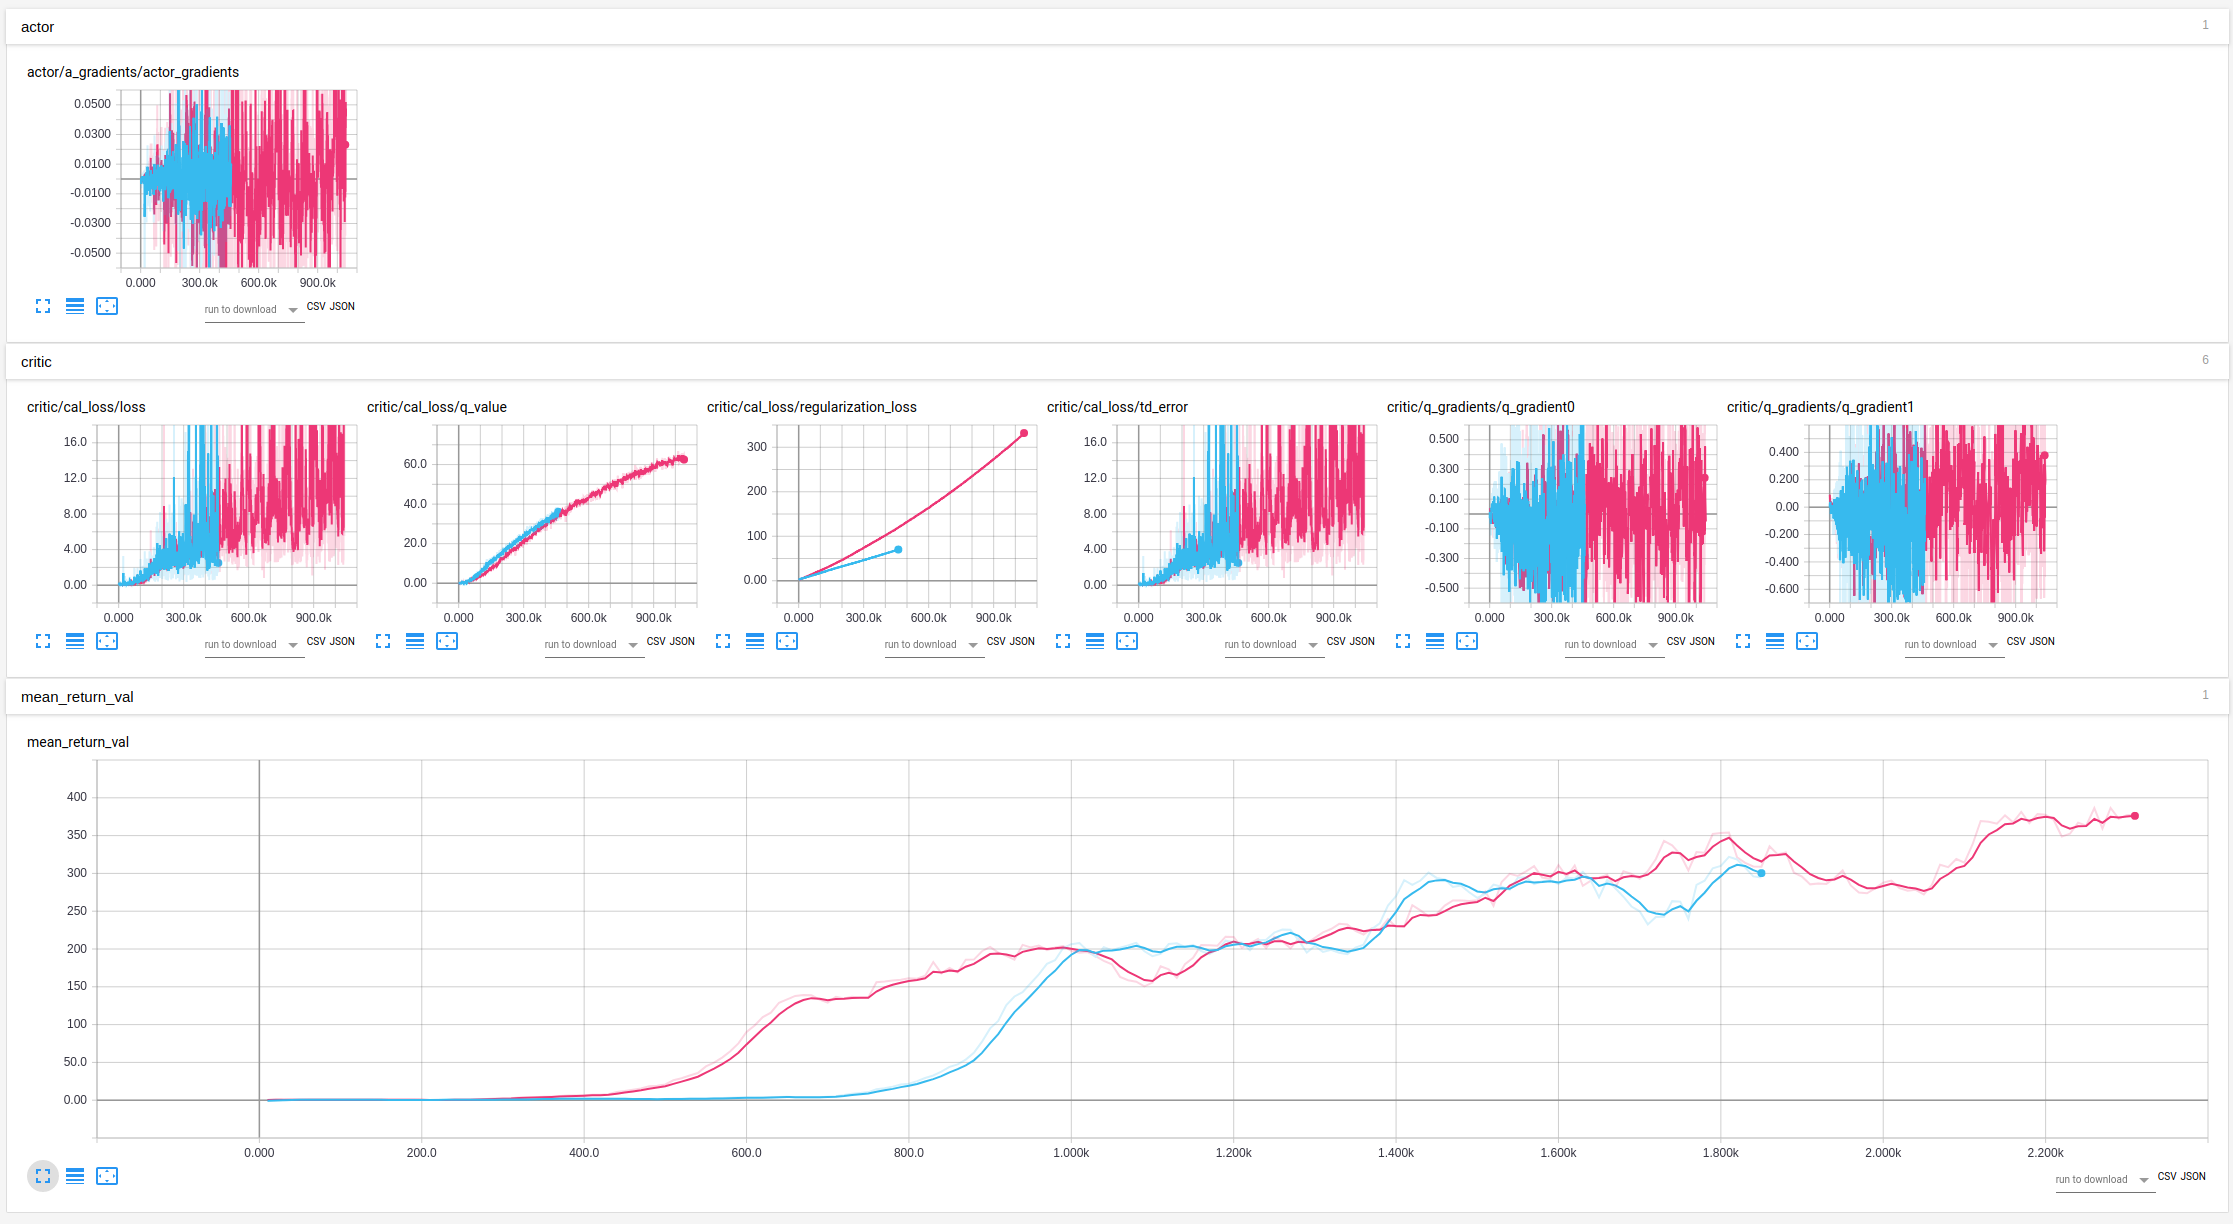 actor 1
actor/a_gradients/actor_gradients
0.0500
0.0300
0.0100
-0.0100
-0.0300
-0.0500
0.000 300.0k 600.0k 900.0k
run to download CSV JSON
critic 6
critic/cal_loss/loss
16.0
12.0
8.00
4.00
0.00
0.000 300.0k 600.0k 900.0k
run to download CSV JSON
critic/cal_loss/q_value
60.0
40.0
20.0
0.00
0.000 300.0k 600.0k 900.0k
run to download CSV JSON
critic/cal_loss/regularization_loss
300
200
100
0.00
0.000 300.0k 600.0k 900.0k
run to download CSV JSON
critic/cal_loss/td_error
16.0
12.0
8.00
4.00
0.00
0.000 300.0k 600.0k 900.0k
run to download CSV JSON
critic/q_gradients/q_gradient0
0.500
0.300
0.100
-0.100
-0.300
-0.500
0.000 300.0k 600.0k 900.0k
run to download CSV JSON
critic/q_gradients/q_gradient1
0.400
0.200
0.00
-0.200
-0.400
-0.600
0.000 300.0k 600.0k 900.0k
run to download CSV JSON
mean_return_val 1
mean_return_val
400
350
300
250
200
150
100
50.0
0.00
0.000 200.0 400.0 600.0 800.0 1.000k 1.200k 1.400k 1.600k 1.800k 2.000k 2.200k
run to download CSV JSON